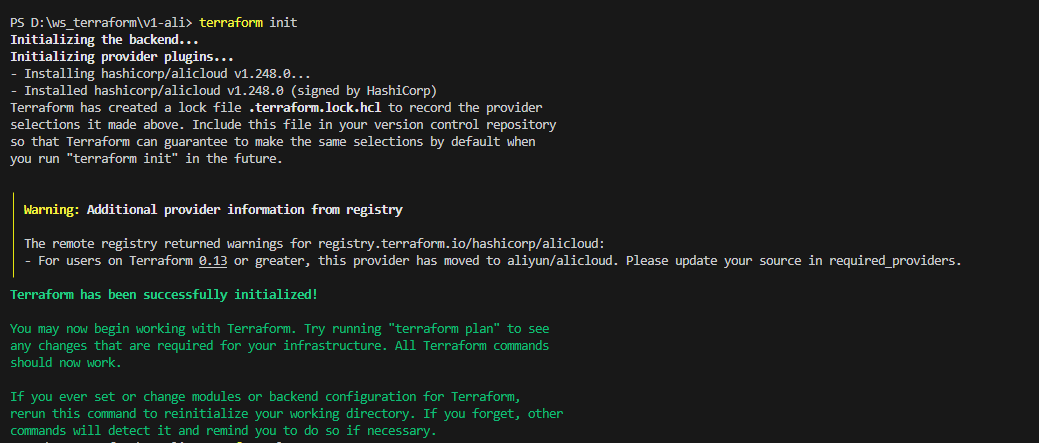 PS D:\ws_terraform\v1-ali> terraform init
Initializing the backend...
Initializing provider plugins...
- Installing hashicorp/alicloud v1.248.0...
- Installed hashicorp/alicloud v1.248.0 (signed by HashiCorp)
Terraform has created a lock file .terraform.lock.hcl to record the provider
selections it made above. Include this file in your version control repository
so that Terraform can guarantee to make the same selections by default when
you run "terraform init" in the future.
Warning: Additional provider information from registry
The remote registry returned warnings for registry.terraform.io/hashicorp/alicloud:
- For users on Terraform 0.13 or greater, this provider has moved to aliyun/alicloud. Please update your source in required_providers.
Terraform has been successfully initialized!
You may now begin working with Terraform. Try running "terraform plan" to see
any changes that are required for your infrastructure. All Terraform commands
should now work.
If you ever set or change modules or backend configuration for Terraform,
rerun this command to reinitialize your working directory. If you forget, other
commands will detect it and remind you to do so if necessary.